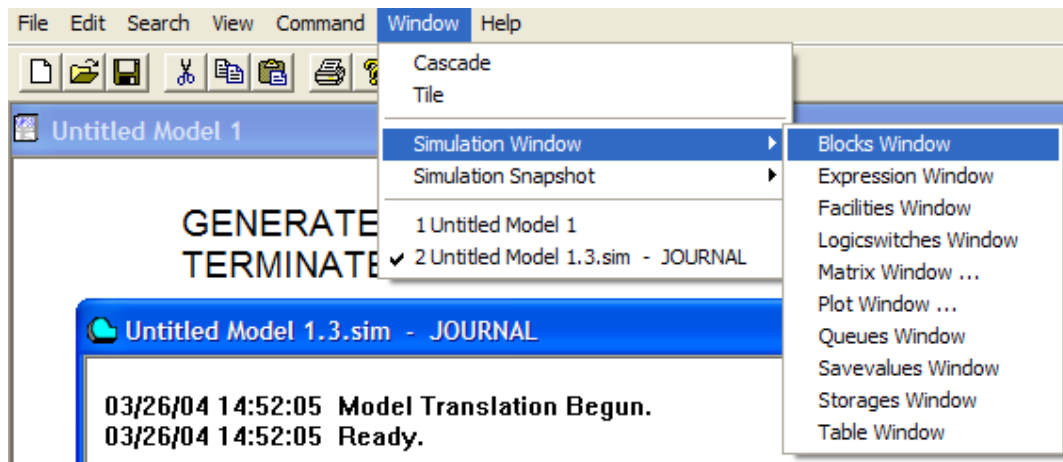 File Edit Search View Command Window Help
Cascade
Tile
Untitled Model 1
Simulation Window
Simulation Snapshot
1 Untitled Model 1
✓ 2 Untitled Model 1.3.sim - JOURNAL
Blocks Window
Expression Window
Facilities Window
Logicswitches Window
Matrix Window ...
Plot Window ...
Queues Window
Savevalues Window
Storages Window
Table Window
GENERATE
TERMINATE
Untitled Model 1.3.sim - JOURNAL
03/26/04 14:52:05 Model Translation Begun.
03/26/04 14:52:05 Ready.